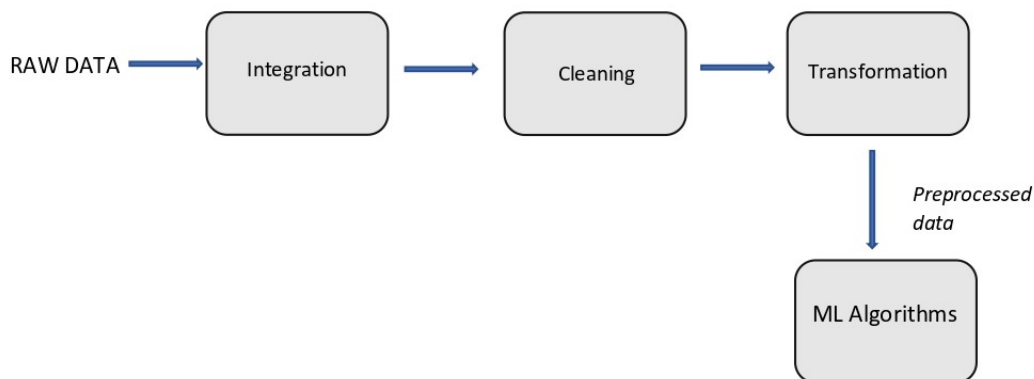 RAW DATA
Integration
Cleaning
Transformation
Preprocessed
data
ML Algorithms